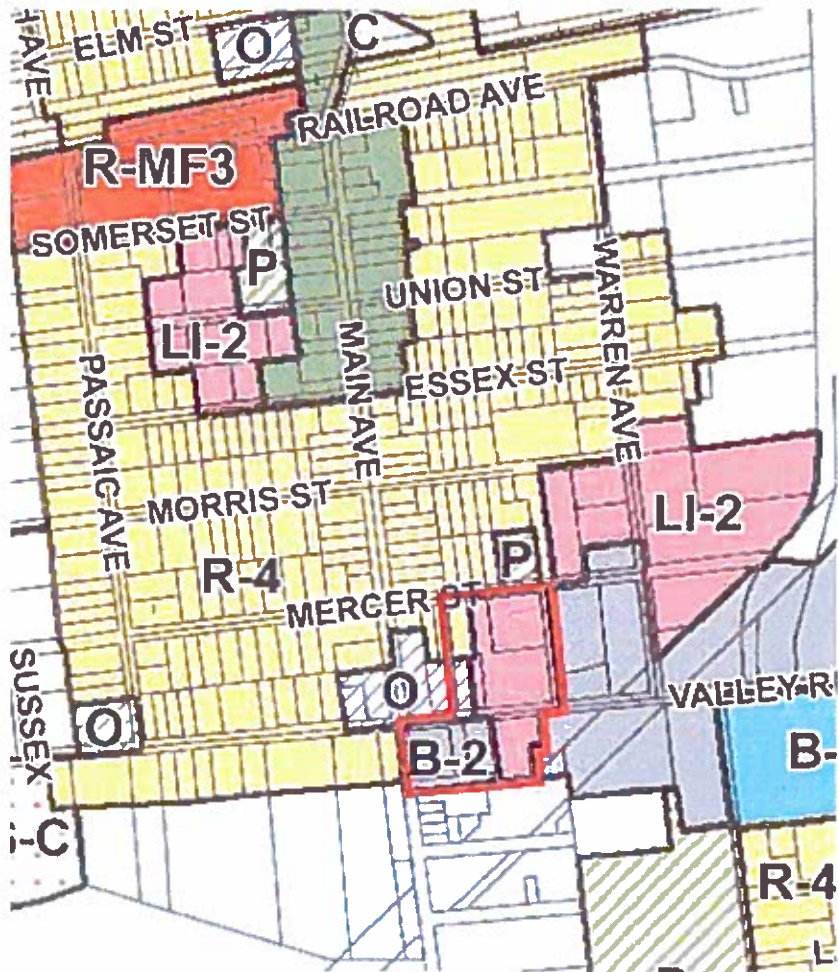 ELM ST
O
C
AVE
RAILROAD AVE
R-MF3
SOMERSET ST
P
UNION ST
WARREN AVE
LI-2
MAIN AVE
ESSEX ST
PASSAIC AVE
MORRIS ST
LI-2
P
R-4
MERCER ST
SUSSEX
O
O
VALLEY R
B-2
B-
-C
R-4
L